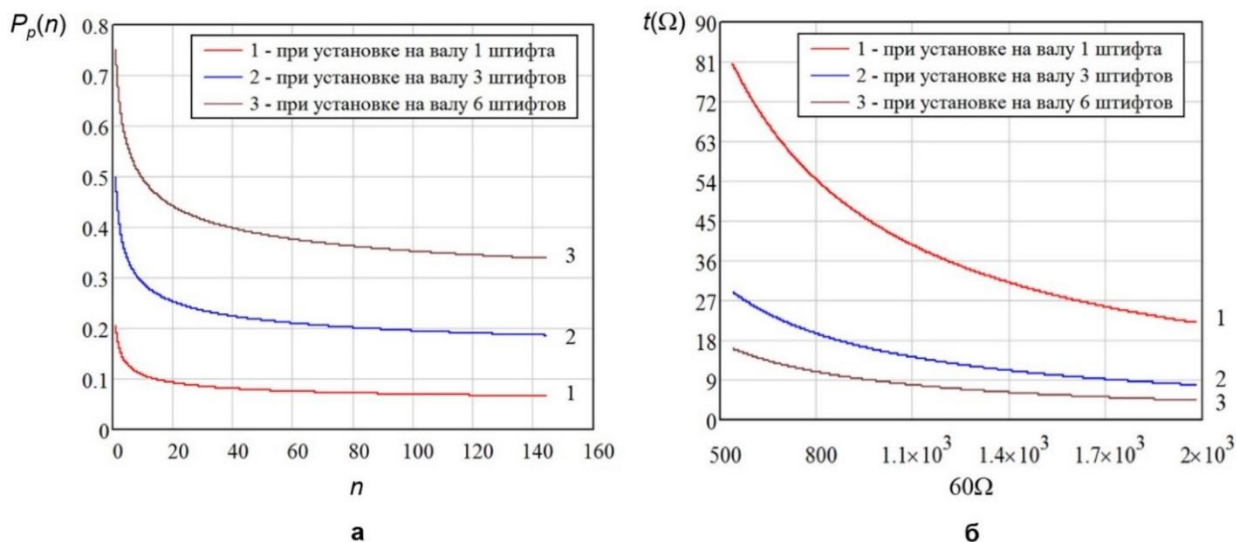 P_p(n)
0.8
0.7
0.6
0.5
0.4
0.3
0.2
0.1
0
1 - при установке на валу 1 штифта
2 - при установке на валу 3 штифтов
3 - при установке на валу 6 штифтов
3
2
1
0 20 40 60 80 100 120 140 160
n
а
t(Ω)
90
81
72
63
54
45
36
27
18
9
0
1 - при установке на валу 1 штифта
2 - при установке на валу 3 штифтов
3 - при установке на валу 6 штифтов
1
2
3
500 800 1.1×10³ 1.4×10³ 1.7×10³ 2×10³
60Ω
б